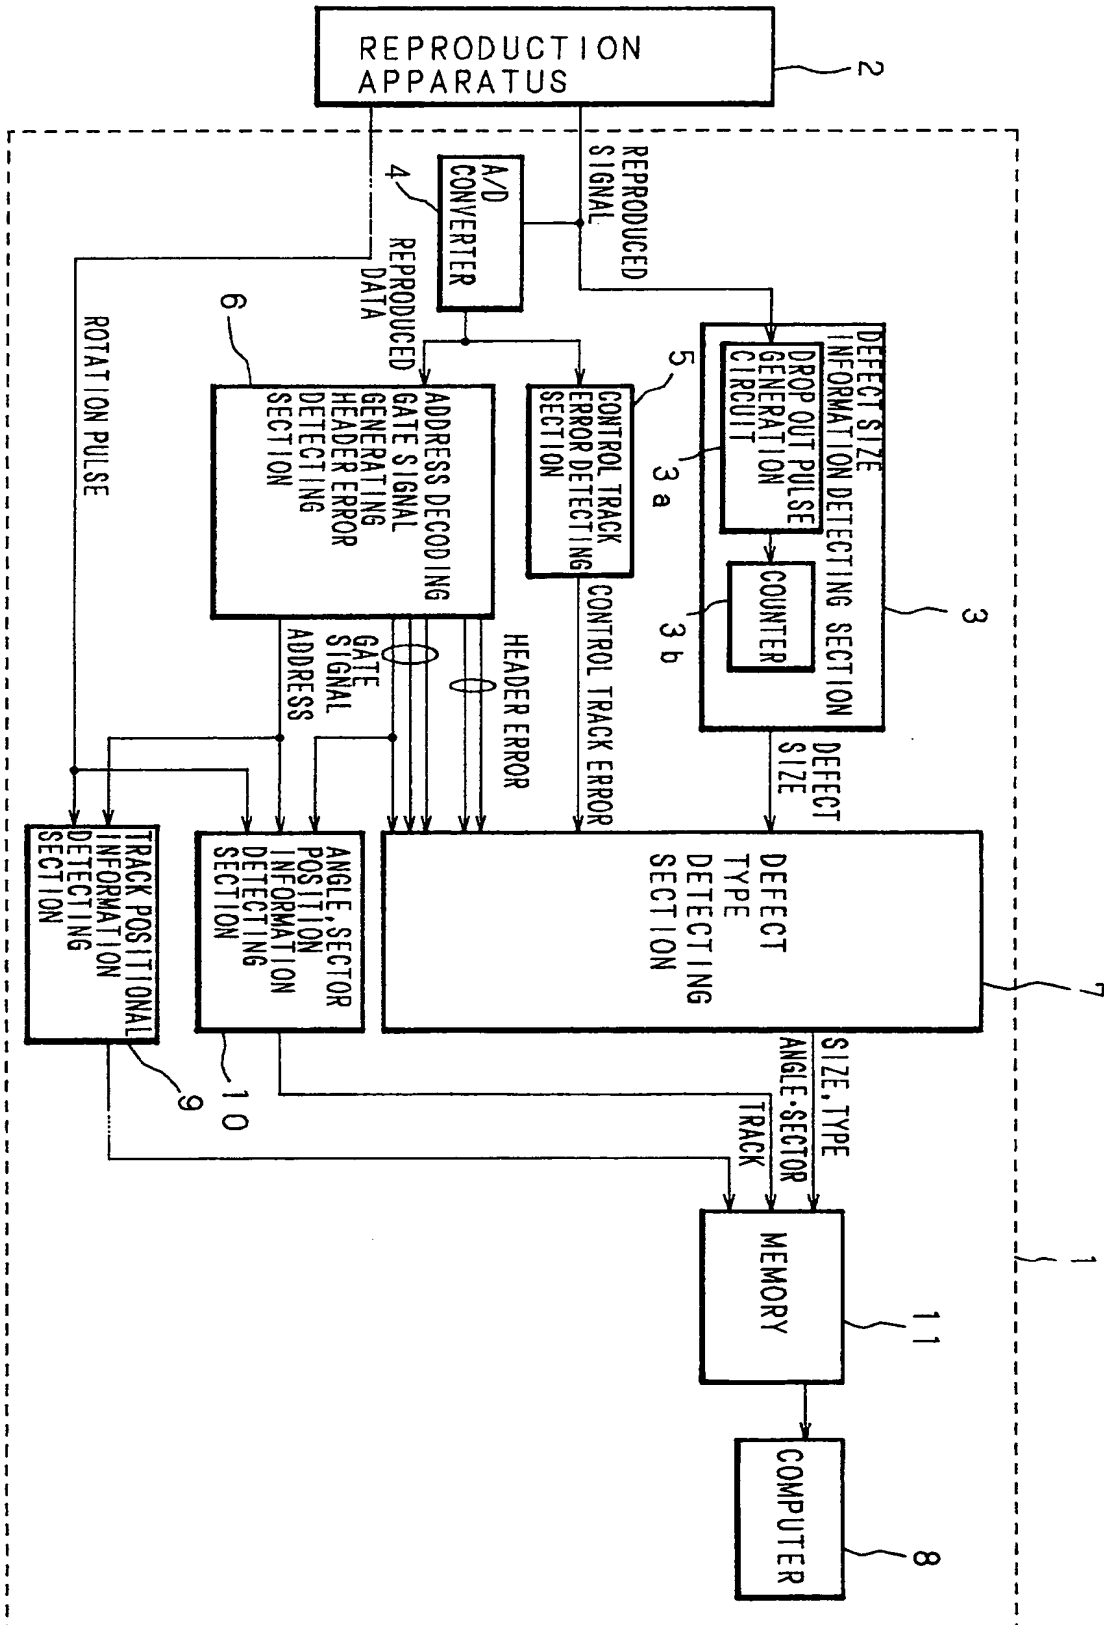 REPRODUCTION
APPARATUS
2
REPRODUCED
SIGNAL
A/D
CONVERTER
4
REPRODUCED
DATA
ROTATION PULSE
DEFECT SIZE
INFORMATION DETECTING SECTION
DROP OUT PULSE
GENERATION
CIRCUIT
3a
COUNTER
3b
3
DEFECT
SIZE
5
CONTROL TRACK
ERROR DETECTING
SECTION
CONTROL TRACK ERROR
6
ADDRESS DECODING
GATE SIGNAL
GENERATING
HEADER ERROR
DETECTING
SECTION
HEADER ERROR
GATE
SIGNAL
ADDRESS
DEFECT
TYPE
DETECTING
SECTION
7
ANGLE,SECTOR
POSITION
INFORMATION
DETECTING
SECTION
10
TRACK POSITIONAL
INFORMATION
DETECTING
SECTION
9
SIZE,TYPE
ANGLE·SECTOR
TRACK
MEMORY
11
1
COMPUTER
8